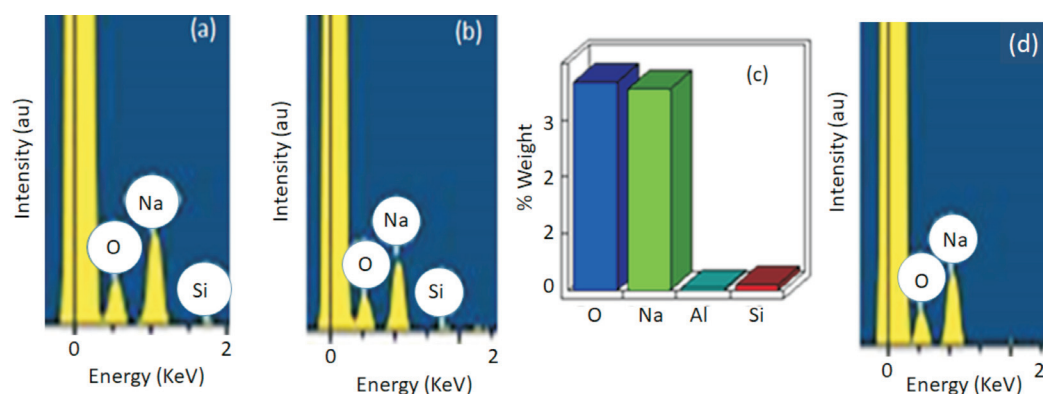 (a)
Intensity (au)
Na
O
Si
0
2
Energy (KeV)
(b)
Intensity (au)
Na
O
Si
0
2
Energy (KeV)
(c)
% Weight
3
2
2
0
O Na Al Si
(d)
Intensity (au)
Na
O
0
2
Energy (KeV)